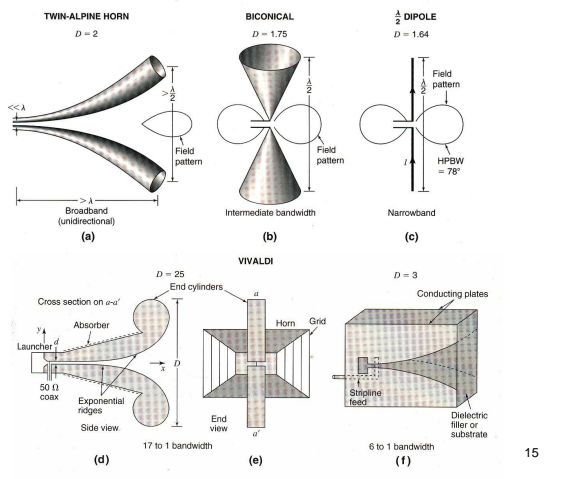 TWIN-ALPINE HORN
D = 2
<< λ
> λ/2
Field
pattern
> λ
Broadband
(unidirectional)
(a)
BICONICAL
D = 1.75
λ/2
Field
pattern
Intermediate bandwidth
(b)
λ/2 DIPOLE
D = 1.64
Field
pattern
λ/2
I
HPBW
= 78°
Narrowband
(c)
VIVALDI
D = 25
End cylinders
Cross section on a-a′
Absorber
y
d
Launcher
x
D
50 Ω
coax
Exponential
ridges
Side view
(d)
17 to 1 bandwidth
a
Horn
Grid
End
view
a′
(e)
D = 3
Conducting plates
Stripline
feed
Dielectric
filler or
substrate
6 to 1 bandwidth
(f)
15